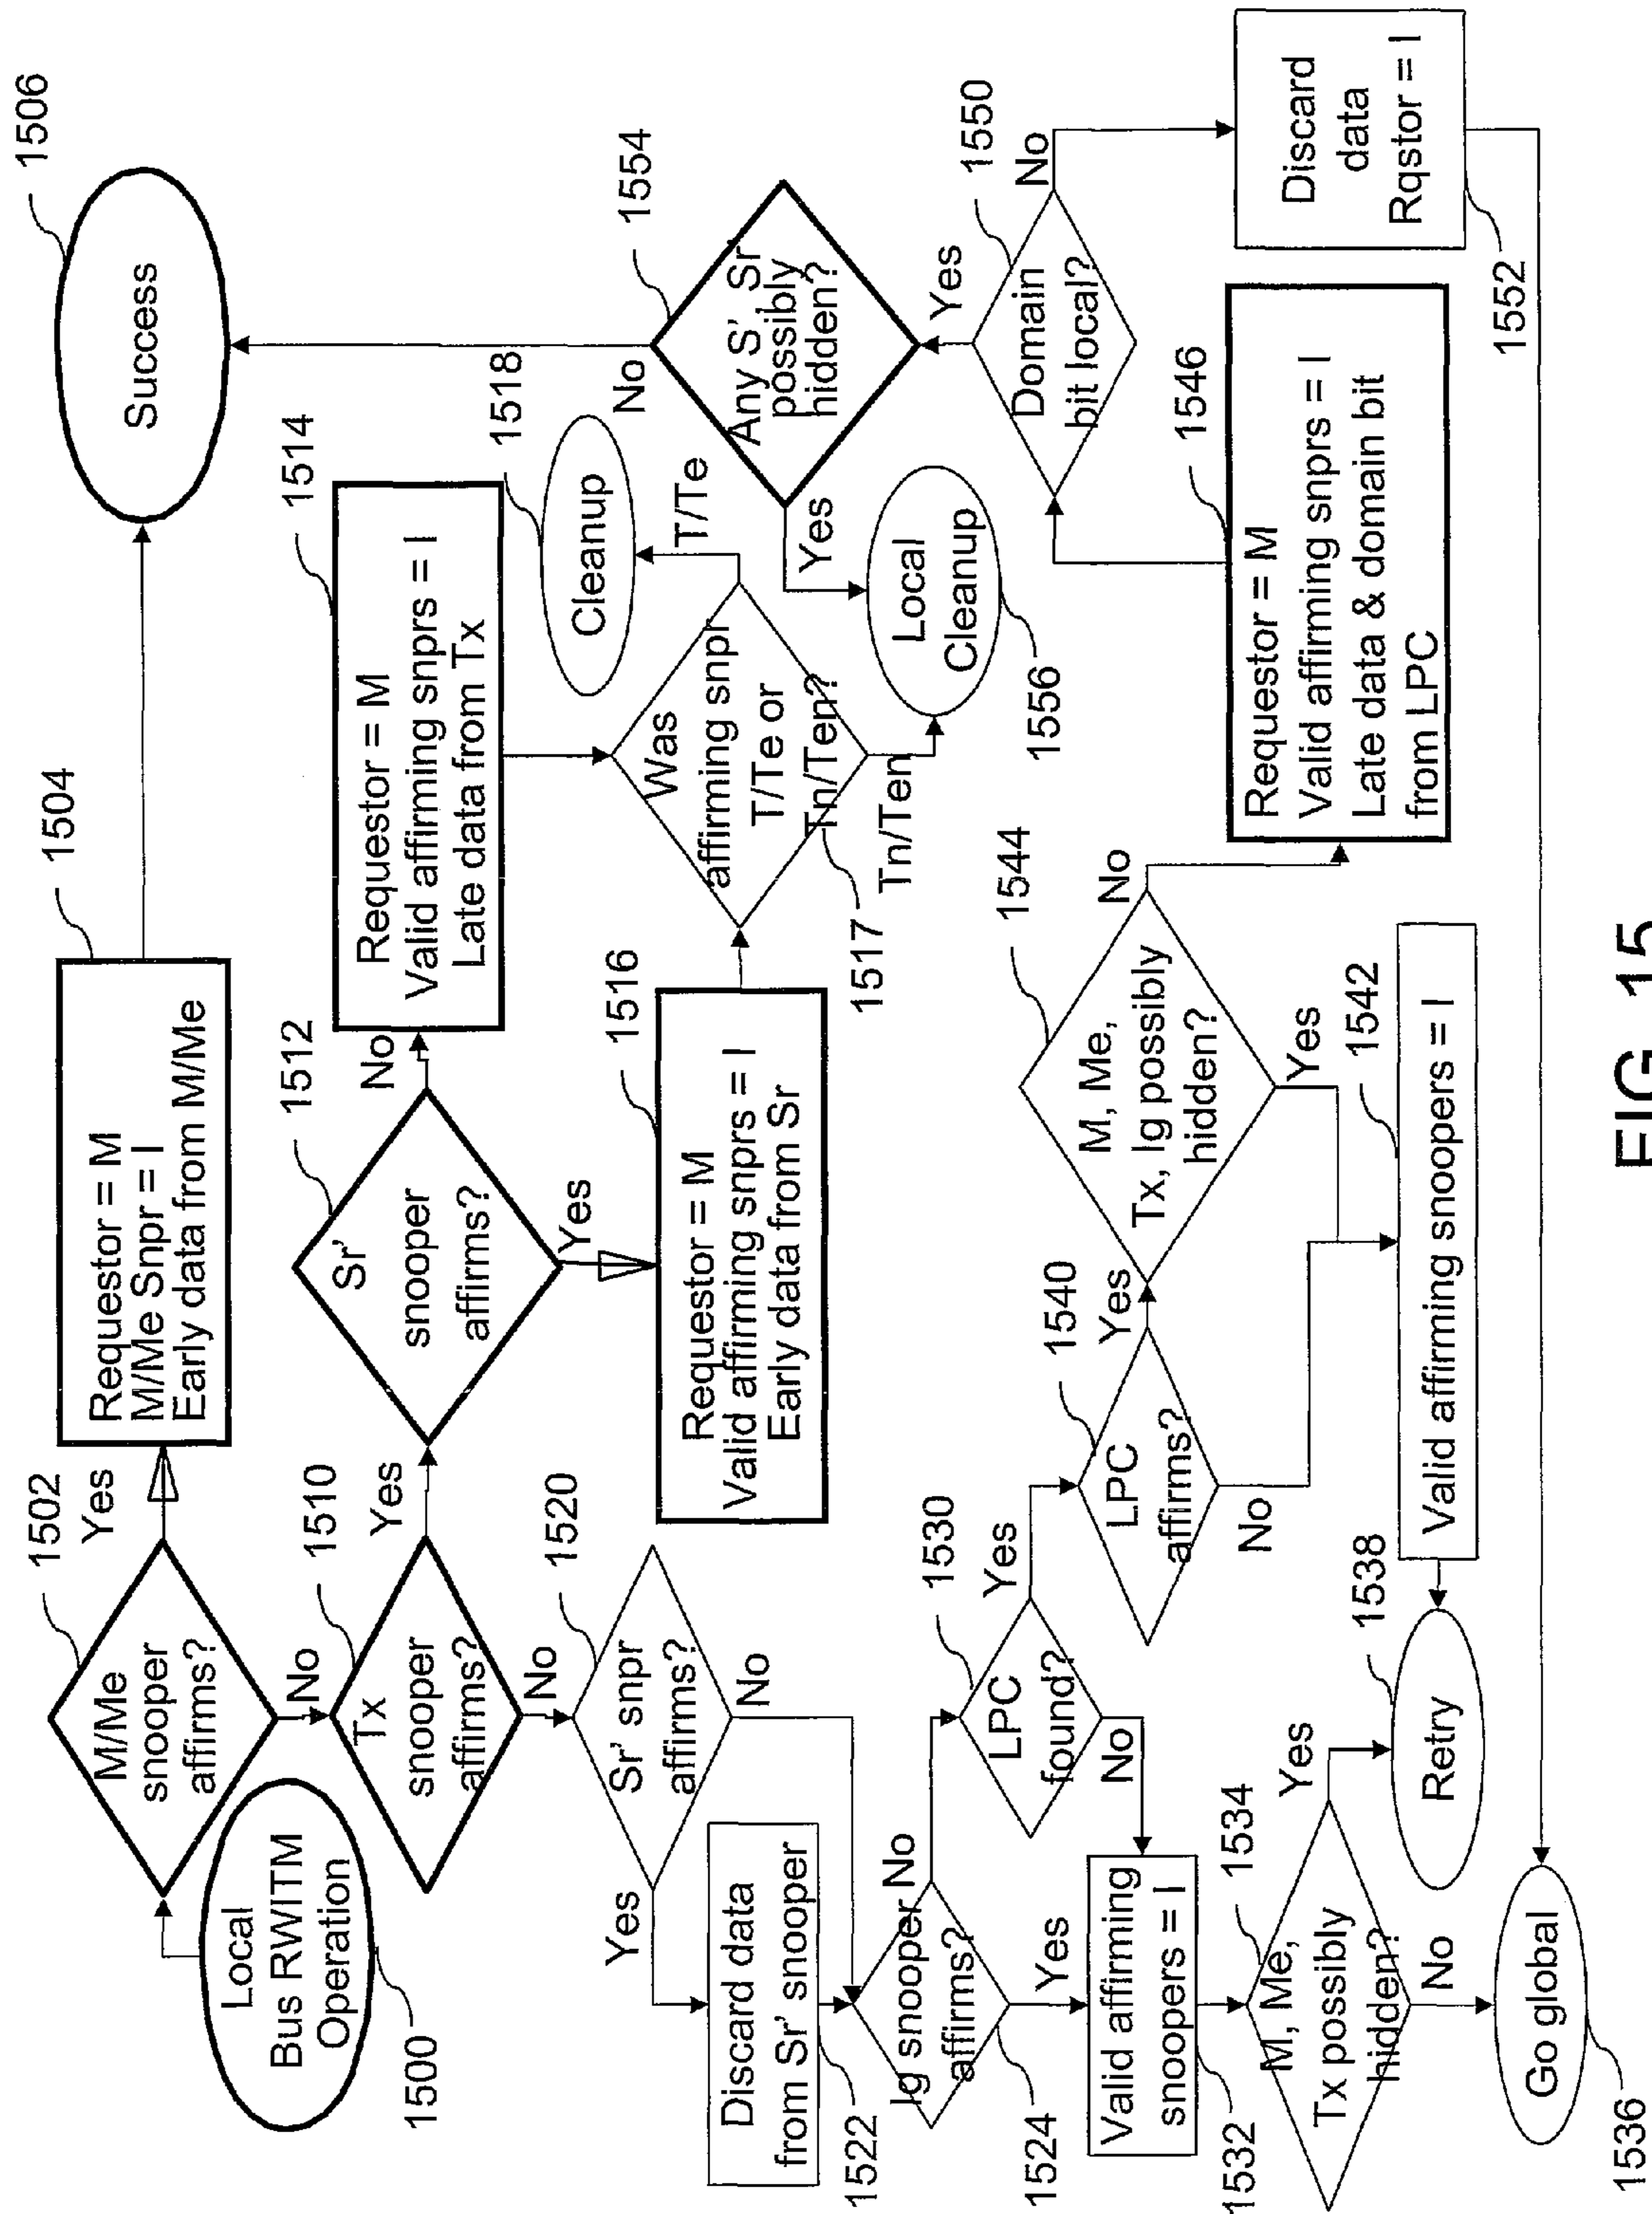 Local
Bus RWITM
Operation
1500
M/Me
snooper
affirms?
1502
Yes
No
Requestor = M
M/Me Snpr = I
Early data from M/Me
1504
Success
1506
Tx
snooper
affirms?
1510
Yes
No
Sr'
snooper
affirms?
1512
No
Yes
Requestor = M
Valid affirming snprs = I
Late data from Tx
1514
Requestor = M
Valid affirming snprs = I
Early data from Sr
1516
Was
affirming snpr
T/Te or
Tn/Ten?
1517
T/Te
Tn/Ten
Cleanup
1518
Sr' snpr
affirms?
1520
Yes
No
Discard data
from Sr' snooper
1522
Ig snooper
affirms?
1524
No
Yes
LPC
found?
1530
Yes
No
Valid affirming
snoopers = I
1532
M, Me,
Tx possibly
hidden?
1534
Yes
No
Go global
1536
Retry
1538
LPC
affirms?
1540
Yes
No
Valid affirming snoopers = I
1542
M, Me,
Tx, Ig possibly
hidden?
1544
No
Yes
Requestor = M
Valid affirming snprs = I
Late data & domain bit
from LPC
1546
Domain
bit local?
1550
No
Yes
Discard
data
Rqstor = I
1552
Any S', Sr
possibly
hidden?
1554
No
Yes
Local
Cleanup
1556
FIG. 15